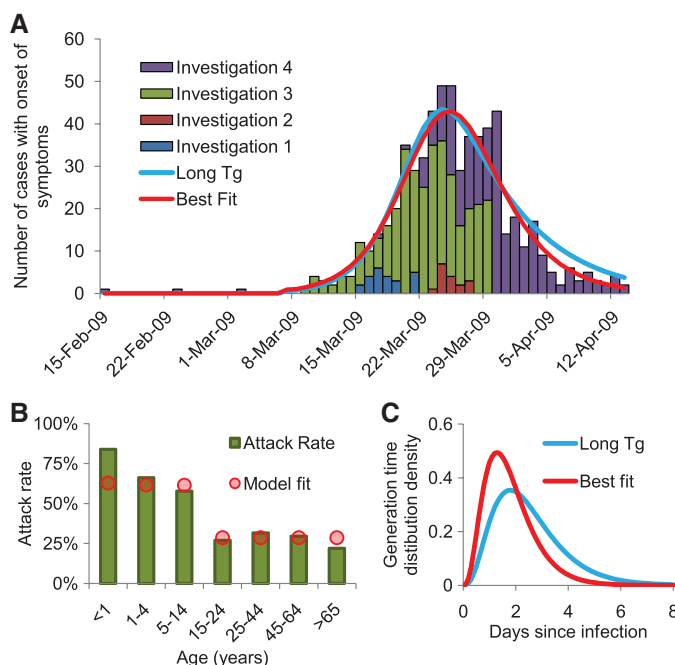 A
Number of cases with onset of
symptoms
60
50
40
30
20
10
0
Investigation 4
Investigation 3
Investigation 2
Investigation 1
Long Tg
Best Fit
15-Feb-09
22-Feb-09
1-Mar-09
8-Mar-09
15-Mar-09
22-Mar-09
29-Mar-09
5-Apr-09
12-Apr-09
B
Attack rate
100%
75%
50%
25%
0%
Attack Rate
Model fit
<1
1-4
5-14
15-24
25-44
45-64
>65
Age (years)
C
Generation time
distibution density
0.6
0.4
0.2
0
Long Tg
Best fit
0
2
4
6
8
Days since infection